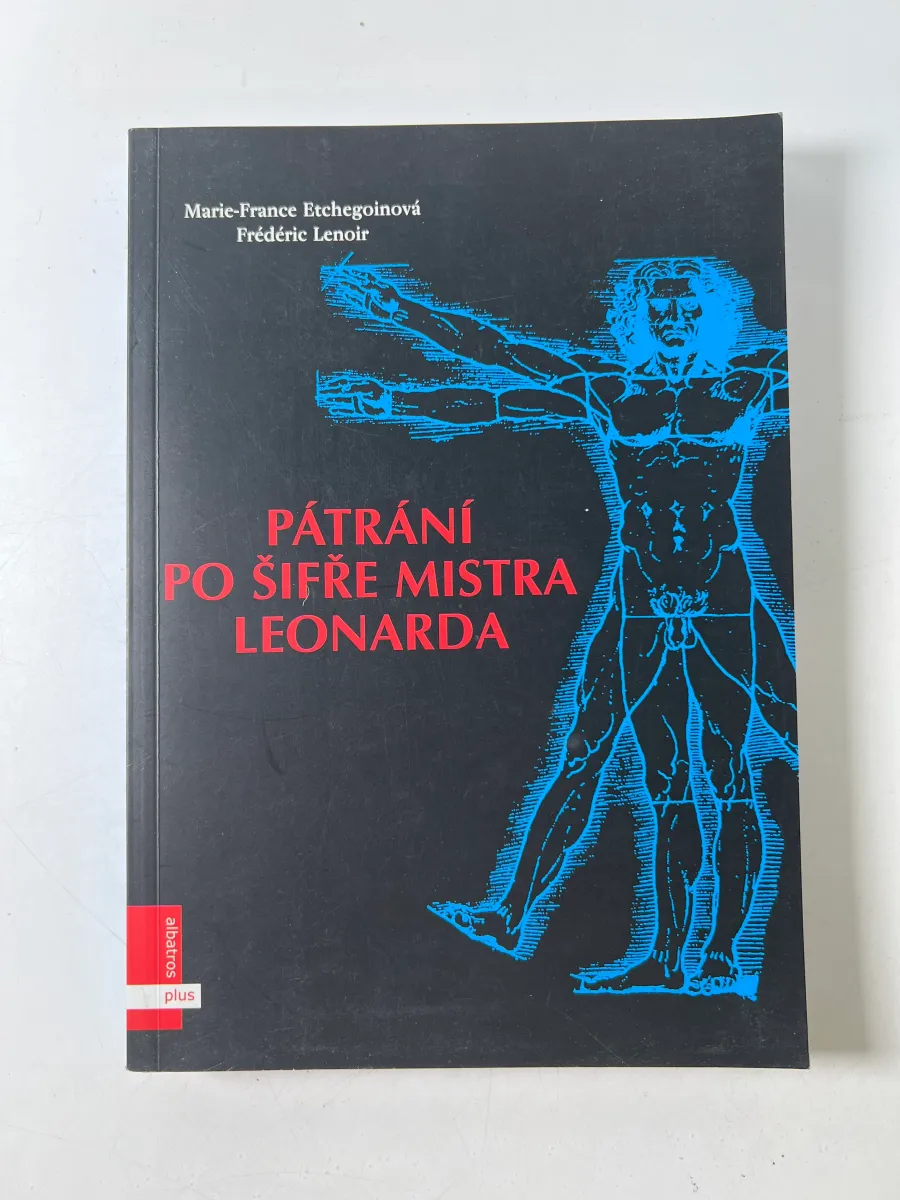 Marie-France Etchegoinová
Frédéric Lenoir
PÁTRÁNÍ
PO ŠIFŘE MISTRA
LEONARDA
albatros
plus